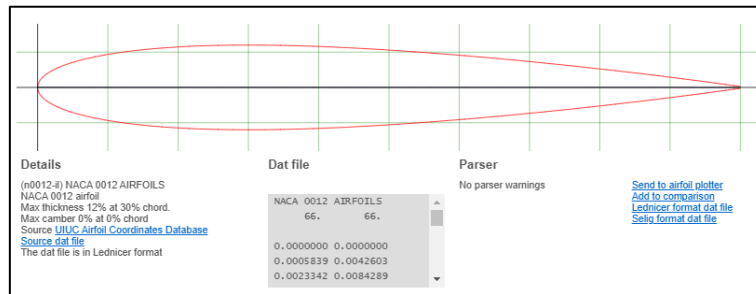 Details
(n0012-il) NACA 0012 AIRFOILS
NACA 0012 airfoil
Max thickness 12% at 30% chord.
Max camber 0% at 0% chord
Source UIUC Airfoil Coordinates Database
Source dat file
The dat file is in Lednicer format
Dat file
NACA 0012 AIRFOILS
66. 66.
0.0000000 0.0000000
0.0005839 0.0042603
0.0023342 0.0084289
Parser
No parser warnings
Send to airfoil plotter
Add to comparison
Lednicer format dat file
Selig format dat file